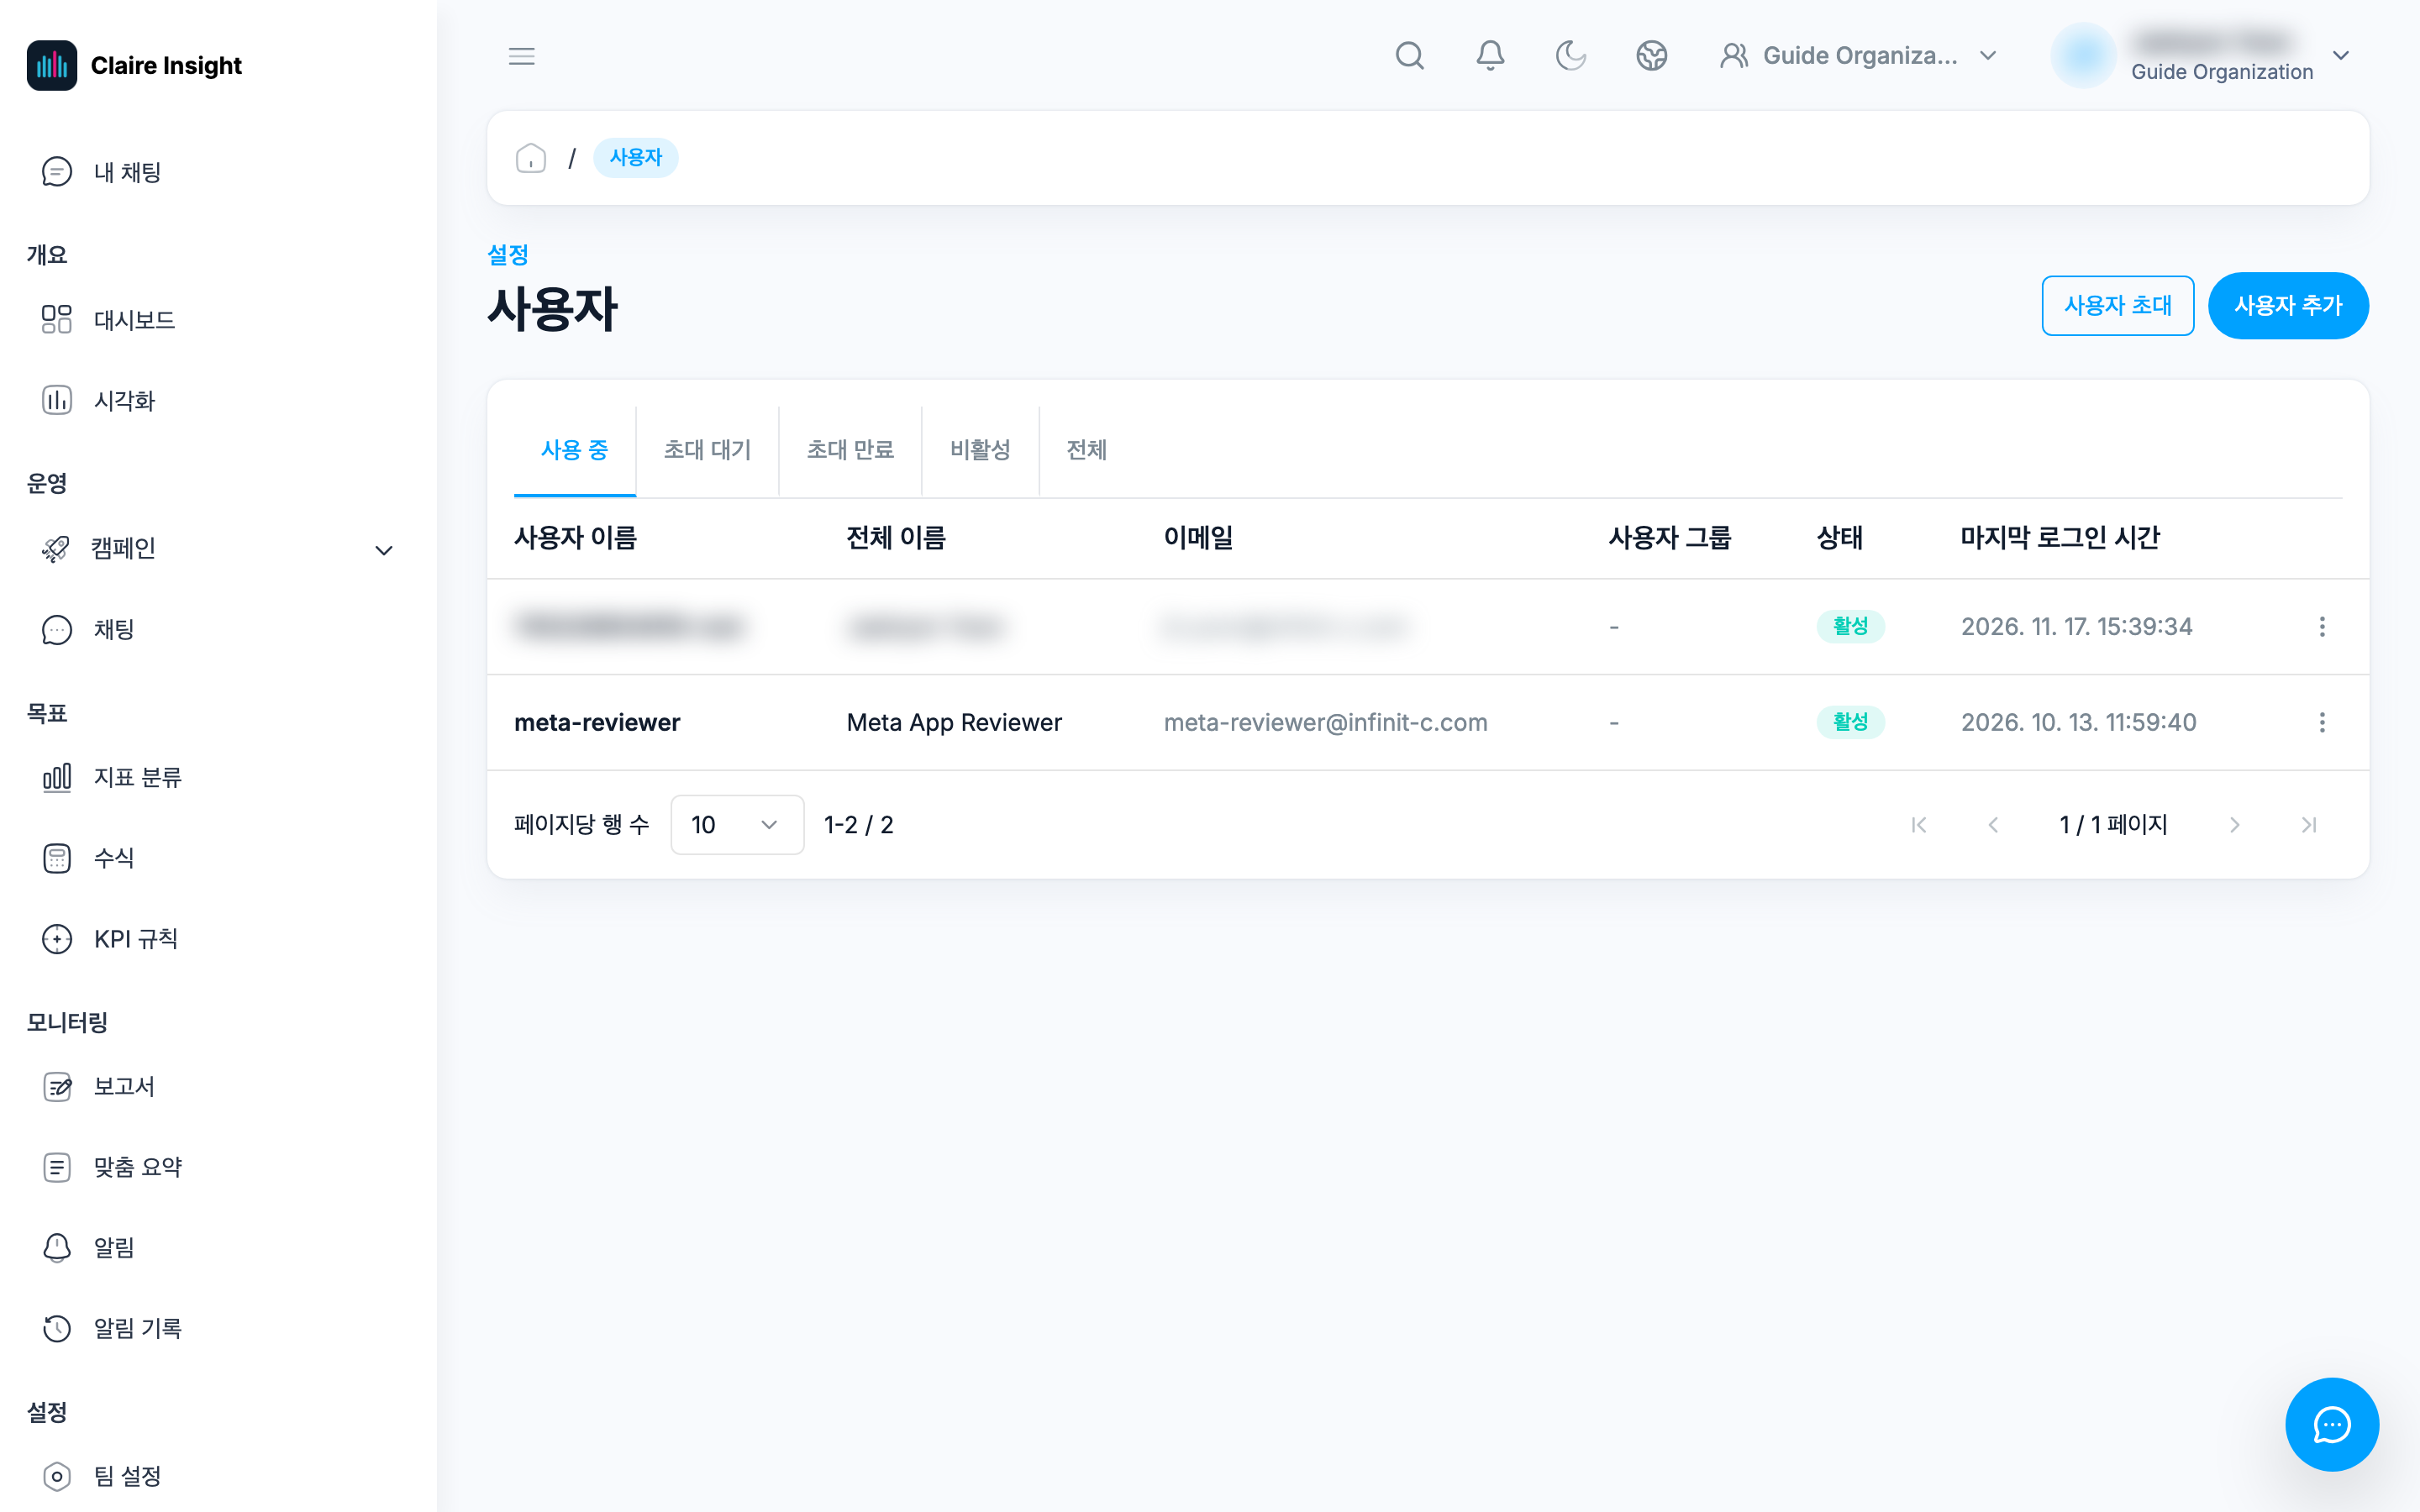 Claire Insight
내 채팅
개요
대시보드
시각화
운영
캠페인
채팅
목표
지표 분류
수식
KPI 규칙
모니터링
보고서
맞춤 요약
알림
알림 기록
설정
팀 설정
Guide Organiza...
Guide Organization
/ 사용자
설정
사용자
사용자 초대
사용자 추가
사용 중 초대 대기 초대 만료 비활성 전체
사용자 이름 전체 이름 이메일 사용자 그룹 상태 마지막 로그인 시간
- 활성 2026. 11. 17. 15:39:34
meta-reviewer Meta App Reviewer meta-reviewer@infinit-c.com - 활성 2026. 10. 13. 11:59:40
페이지당 행 수 10 1-2 / 2 1 / 1 페이지